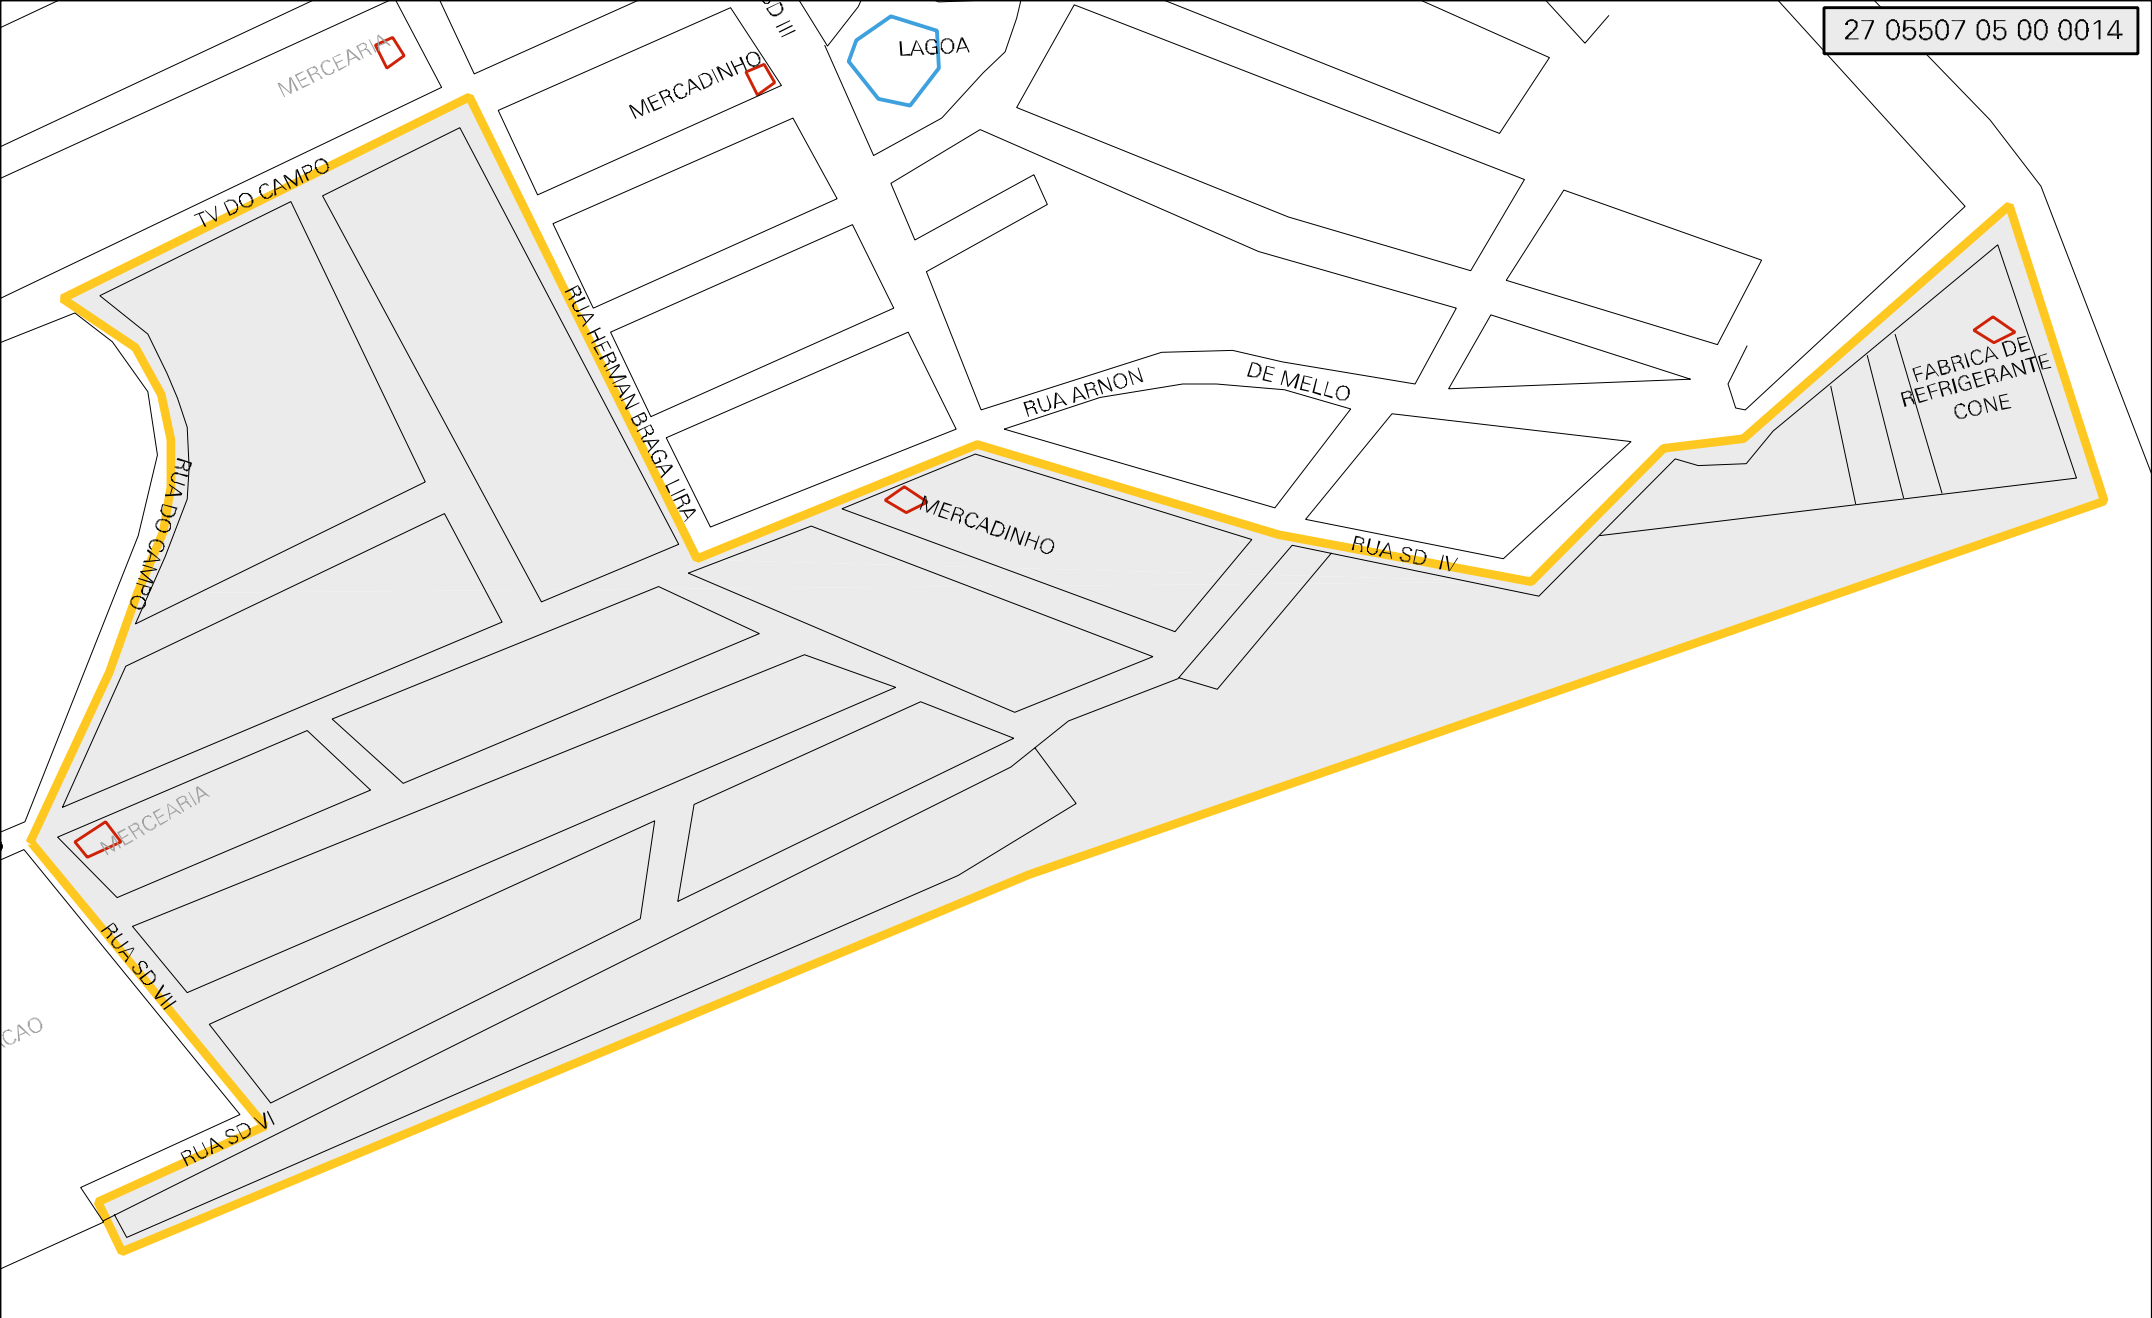 27 05507 05 00 0014
MERCEARIA
MERCADINHO
LAGOA
TV DO CAMPO
RUA HERMAN BRAGA LIRA
RUA ARNON
DE MELLO
FABRICA DE
REFRIGERANTE
CONE
RUA DO CAMPO
MERCADINHO
RUA SD IV
MERCEARIA
RUA SD VII
RUA SD VI